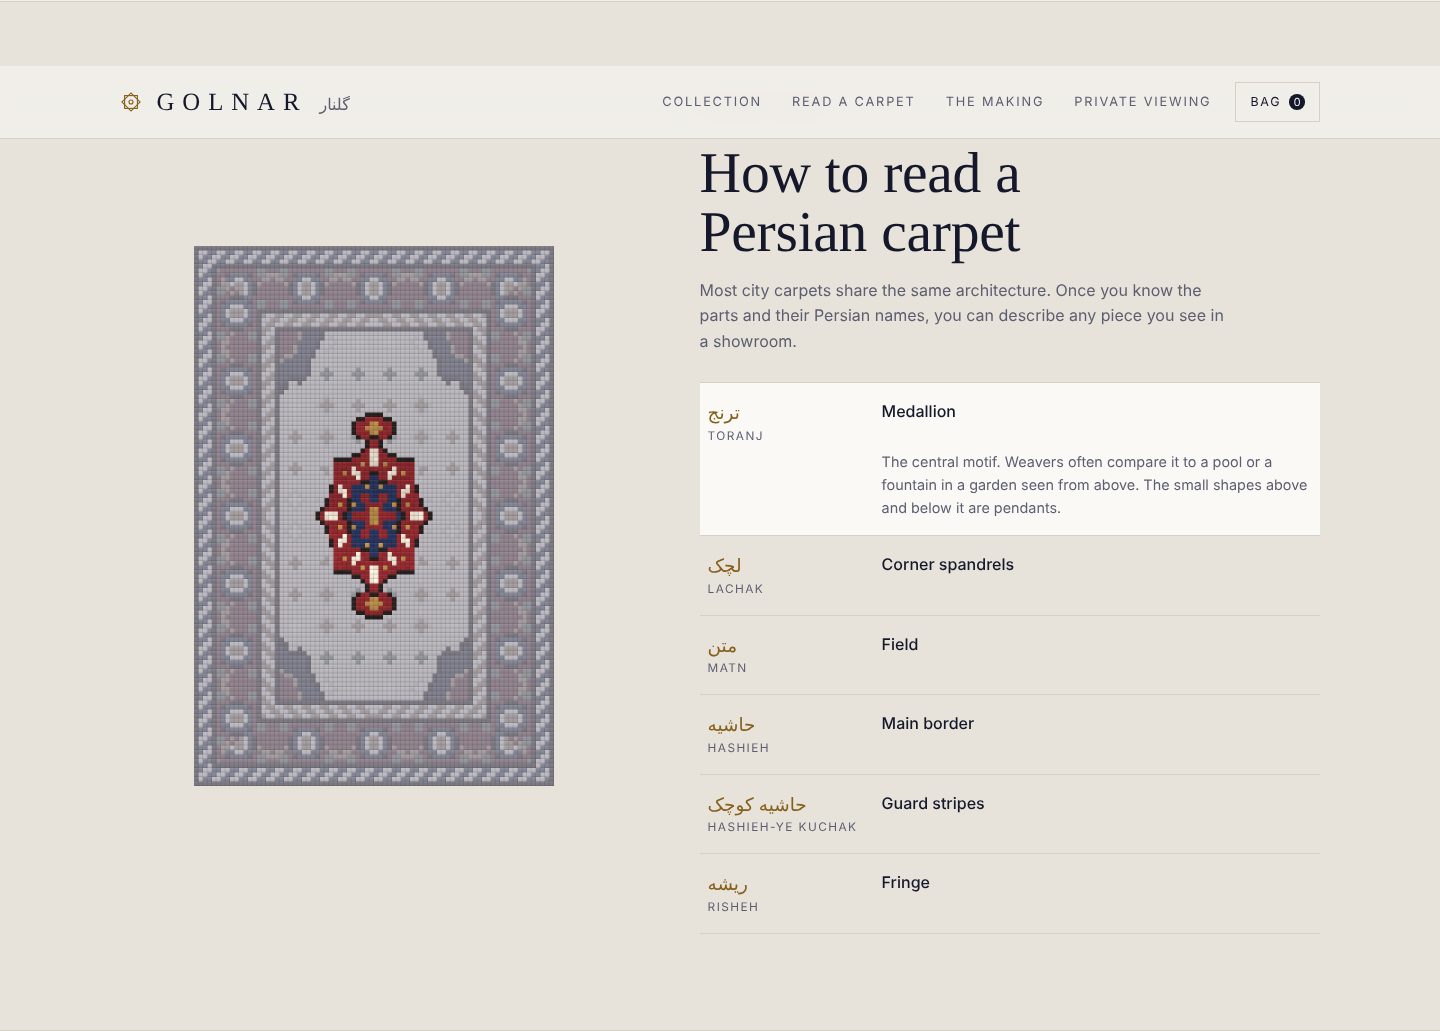 GOLNAR گلنار
COLLECTION READ A CARPET THE MAKING PRIVATE VIEWING BAG 0
How to read a
Persian carpet
Most city carpets share the same architecture. Once you know the
parts and their Persian names, you can describe any piece you see in
a showroom.
ترنج
TORANJ
Medallion
The central motif. Weavers often compare it to a pool or a
fountain in a garden seen from above. The small shapes above
and below it are pendants.
لچک
LACHAK
Corner spandrels
متن
MATN
Field
حاشیه
HASHIEH
Main border
حاشیه کوچک
HASHIEH-YE KUCHAK
Guard stripes
ریشه
RISHEH
Fringe